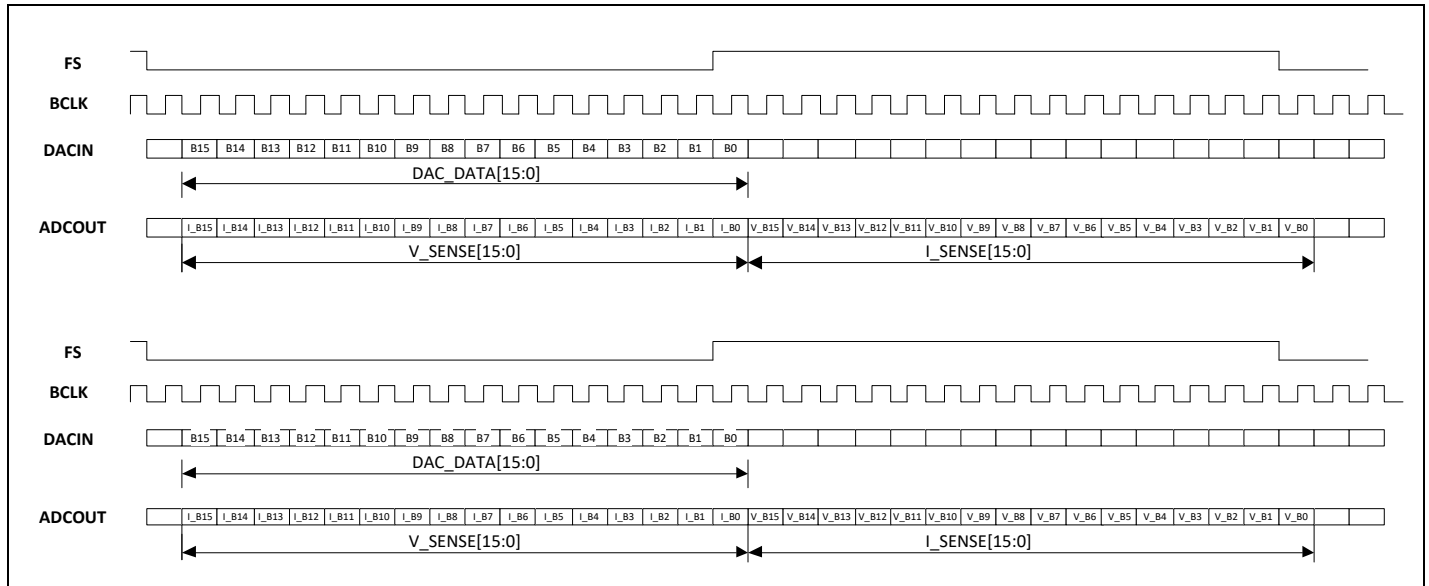 FS
BCLK
DACIN B15 B14 B13 B12 B11 B10 B9 B8 B7 B6 B5 B4 B3 B2 B1 B0
DAC_DATA[15:0]
ADCOUT I_B15 I_B14 I_B13 I_B12 I_B11 I_B10 I_B9 I_B8 I_B7 I_B6 I_B5 I_B4 I_B3 I_B2 I_B1 I_B0 V_B15 V_B14 V_B13 V_B12 V_B11 V_B10 V_B9 V_B8 V_B7 V_B6 V_B5 V_B4 V_B3 V_B2 V_B1 V_B0
V_SENSE[15:0] I_SENSE[15:0]
FS
BCLK
DACIN B15 B14 B13 B12 B11 B10 B9 B8 B7 B6 B5 B4 B3 B2 B1 B0
DAC_DATA[15:0]
ADCOUT I_B15 I_B14 I_B13 I_B12 I_B11 I_B10 I_B9 I_B8 I_B7 I_B6 I_B5 I_B4 I_B3 I_B2 I_B1 I_B0 V_B15 V_B14 V_B13 V_B12 V_B11 V_B10 V_B9 V_B8 V_B7 V_B6 V_B5 V_B4 V_B3 V_B2 V_B1 V_B0
V_SENSE[15:0] I_SENSE[15:0]